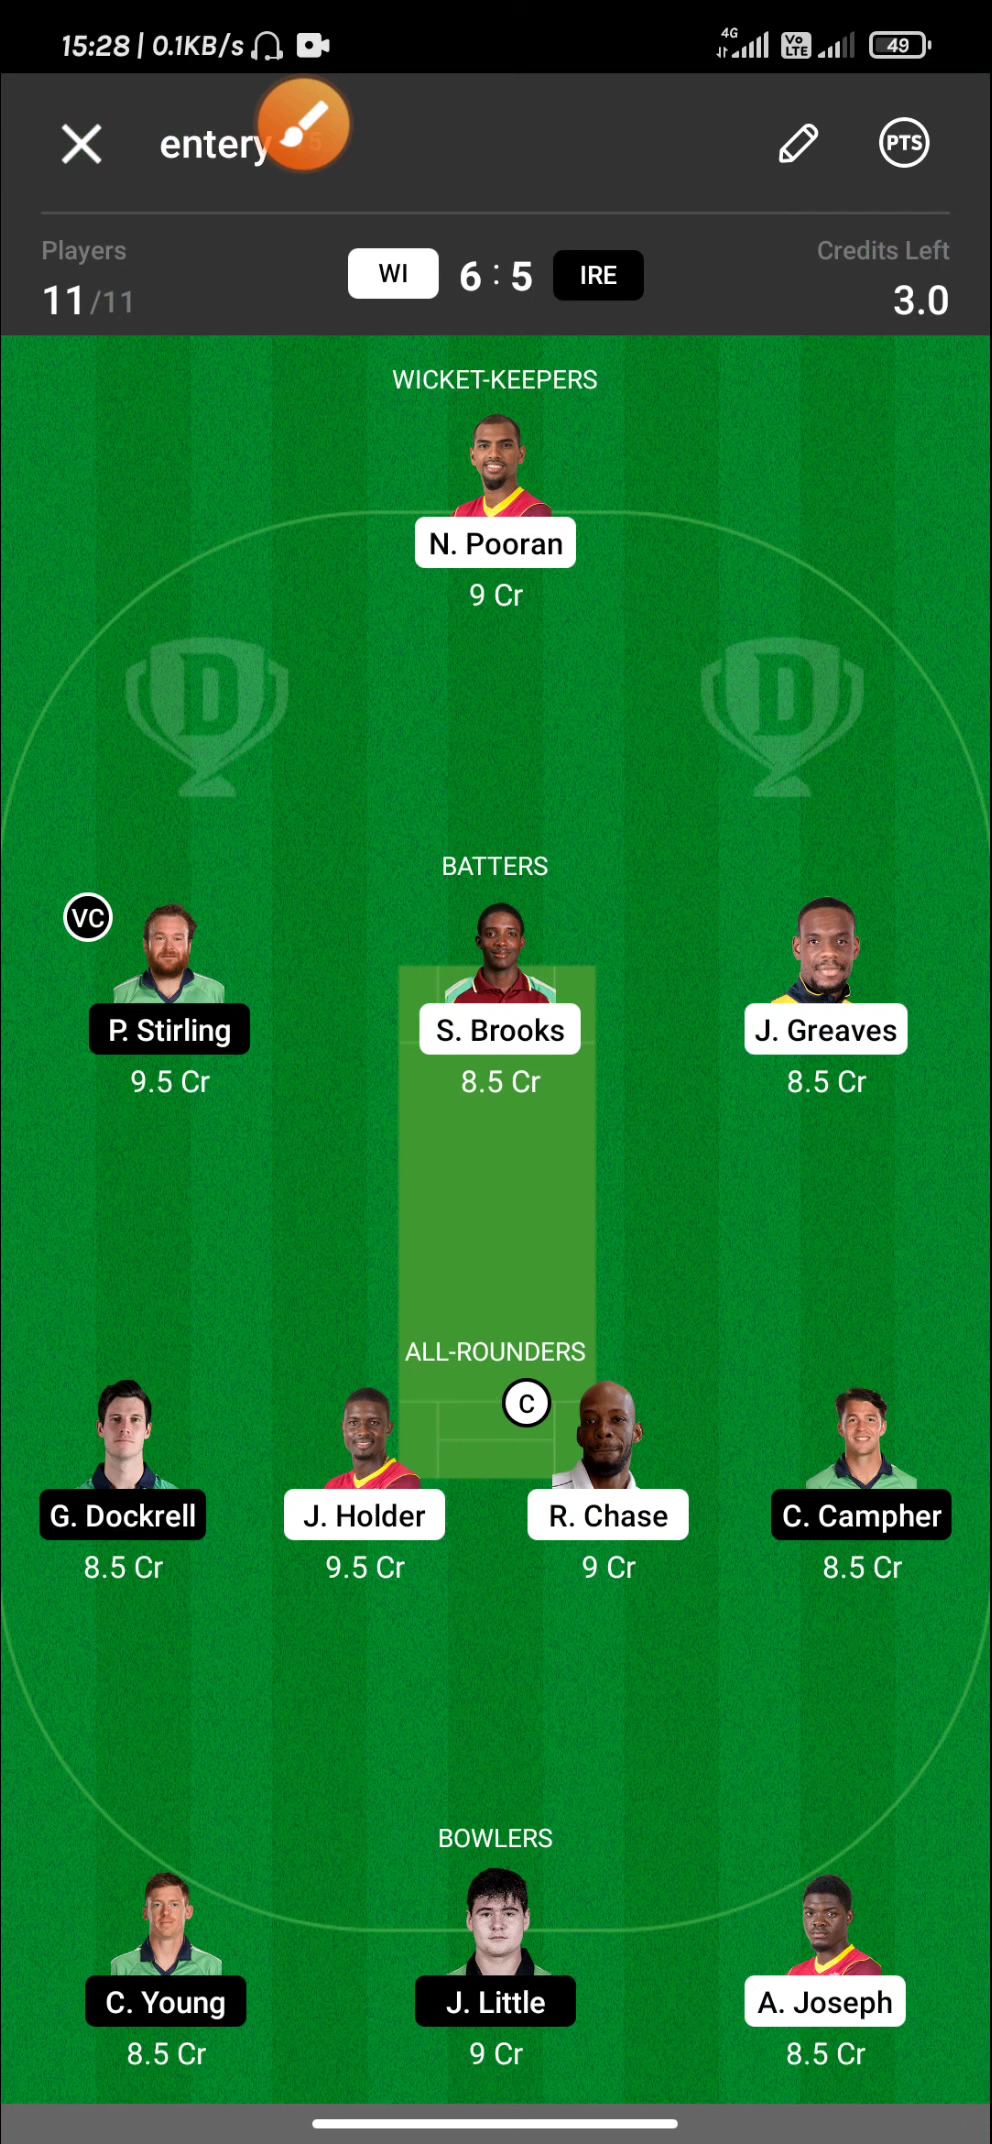 15:28 | 0.1KB/s 4G Vo LTE 49
entery
PTS
Players WI 6 : 5 IRE Credits Left
11/11 3.0
WICKET-KEEPERS
N. Pooran
9 Cr
D D
BATTERS
VC
P. Stirling S. Brooks J. Greaves
9.5 Cr 8.5 Cr 8.5 Cr
ALL-ROUNDERS
C
G. Dockrell J. Holder R. Chase C. Campher
8.5 Cr 9.5 Cr 9 Cr 8.5 Cr
BOWLERS
C. Young J. Little A. Joseph
8.5 Cr 9 Cr 8.5 Cr